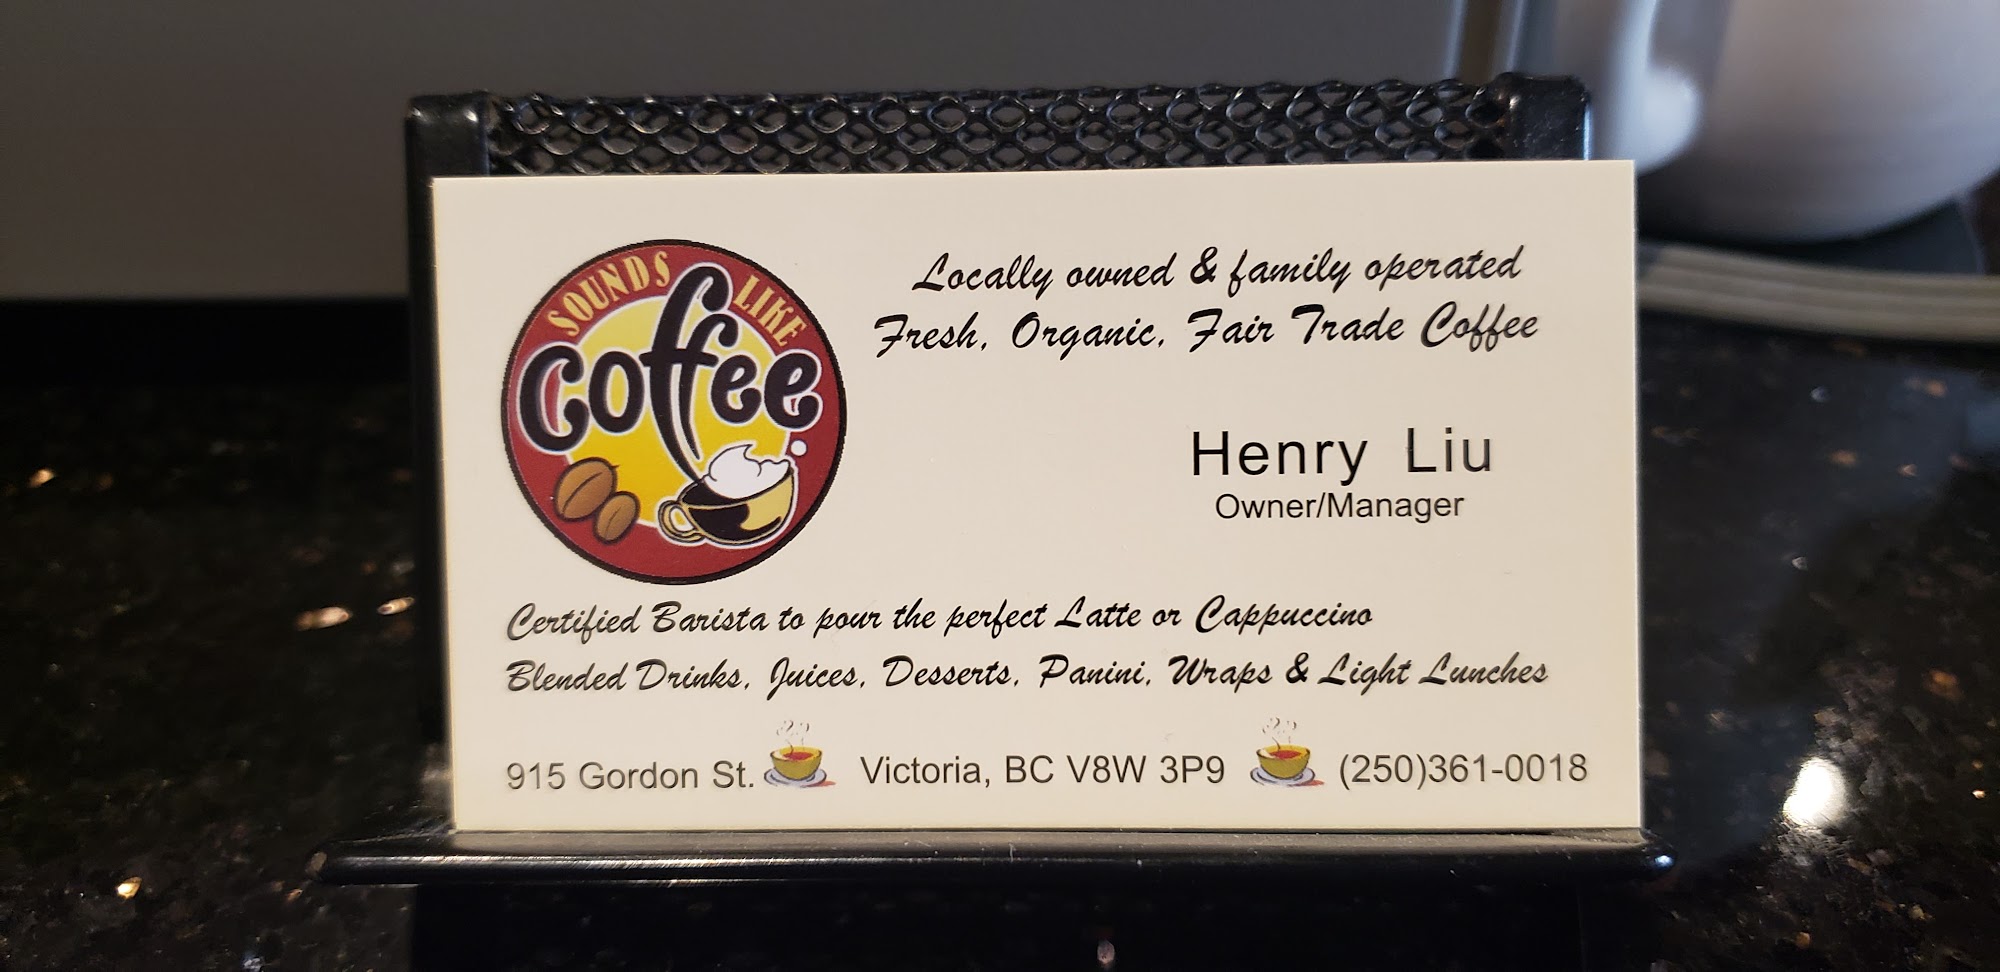 SOUNDS LIKE
Coffee
Locally owned & family operated
Fresh, Organic, Fair Trade Coffee
Henry Liu
Owner/Manager
Certified Barista to pour the perfect Latte or Cappuccino
Blended Drinks, Juices, Desserts, Panini, Wraps & Light Lunches
915 Gordon St. Victoria, BC V8W 3P9 (250)361-0018